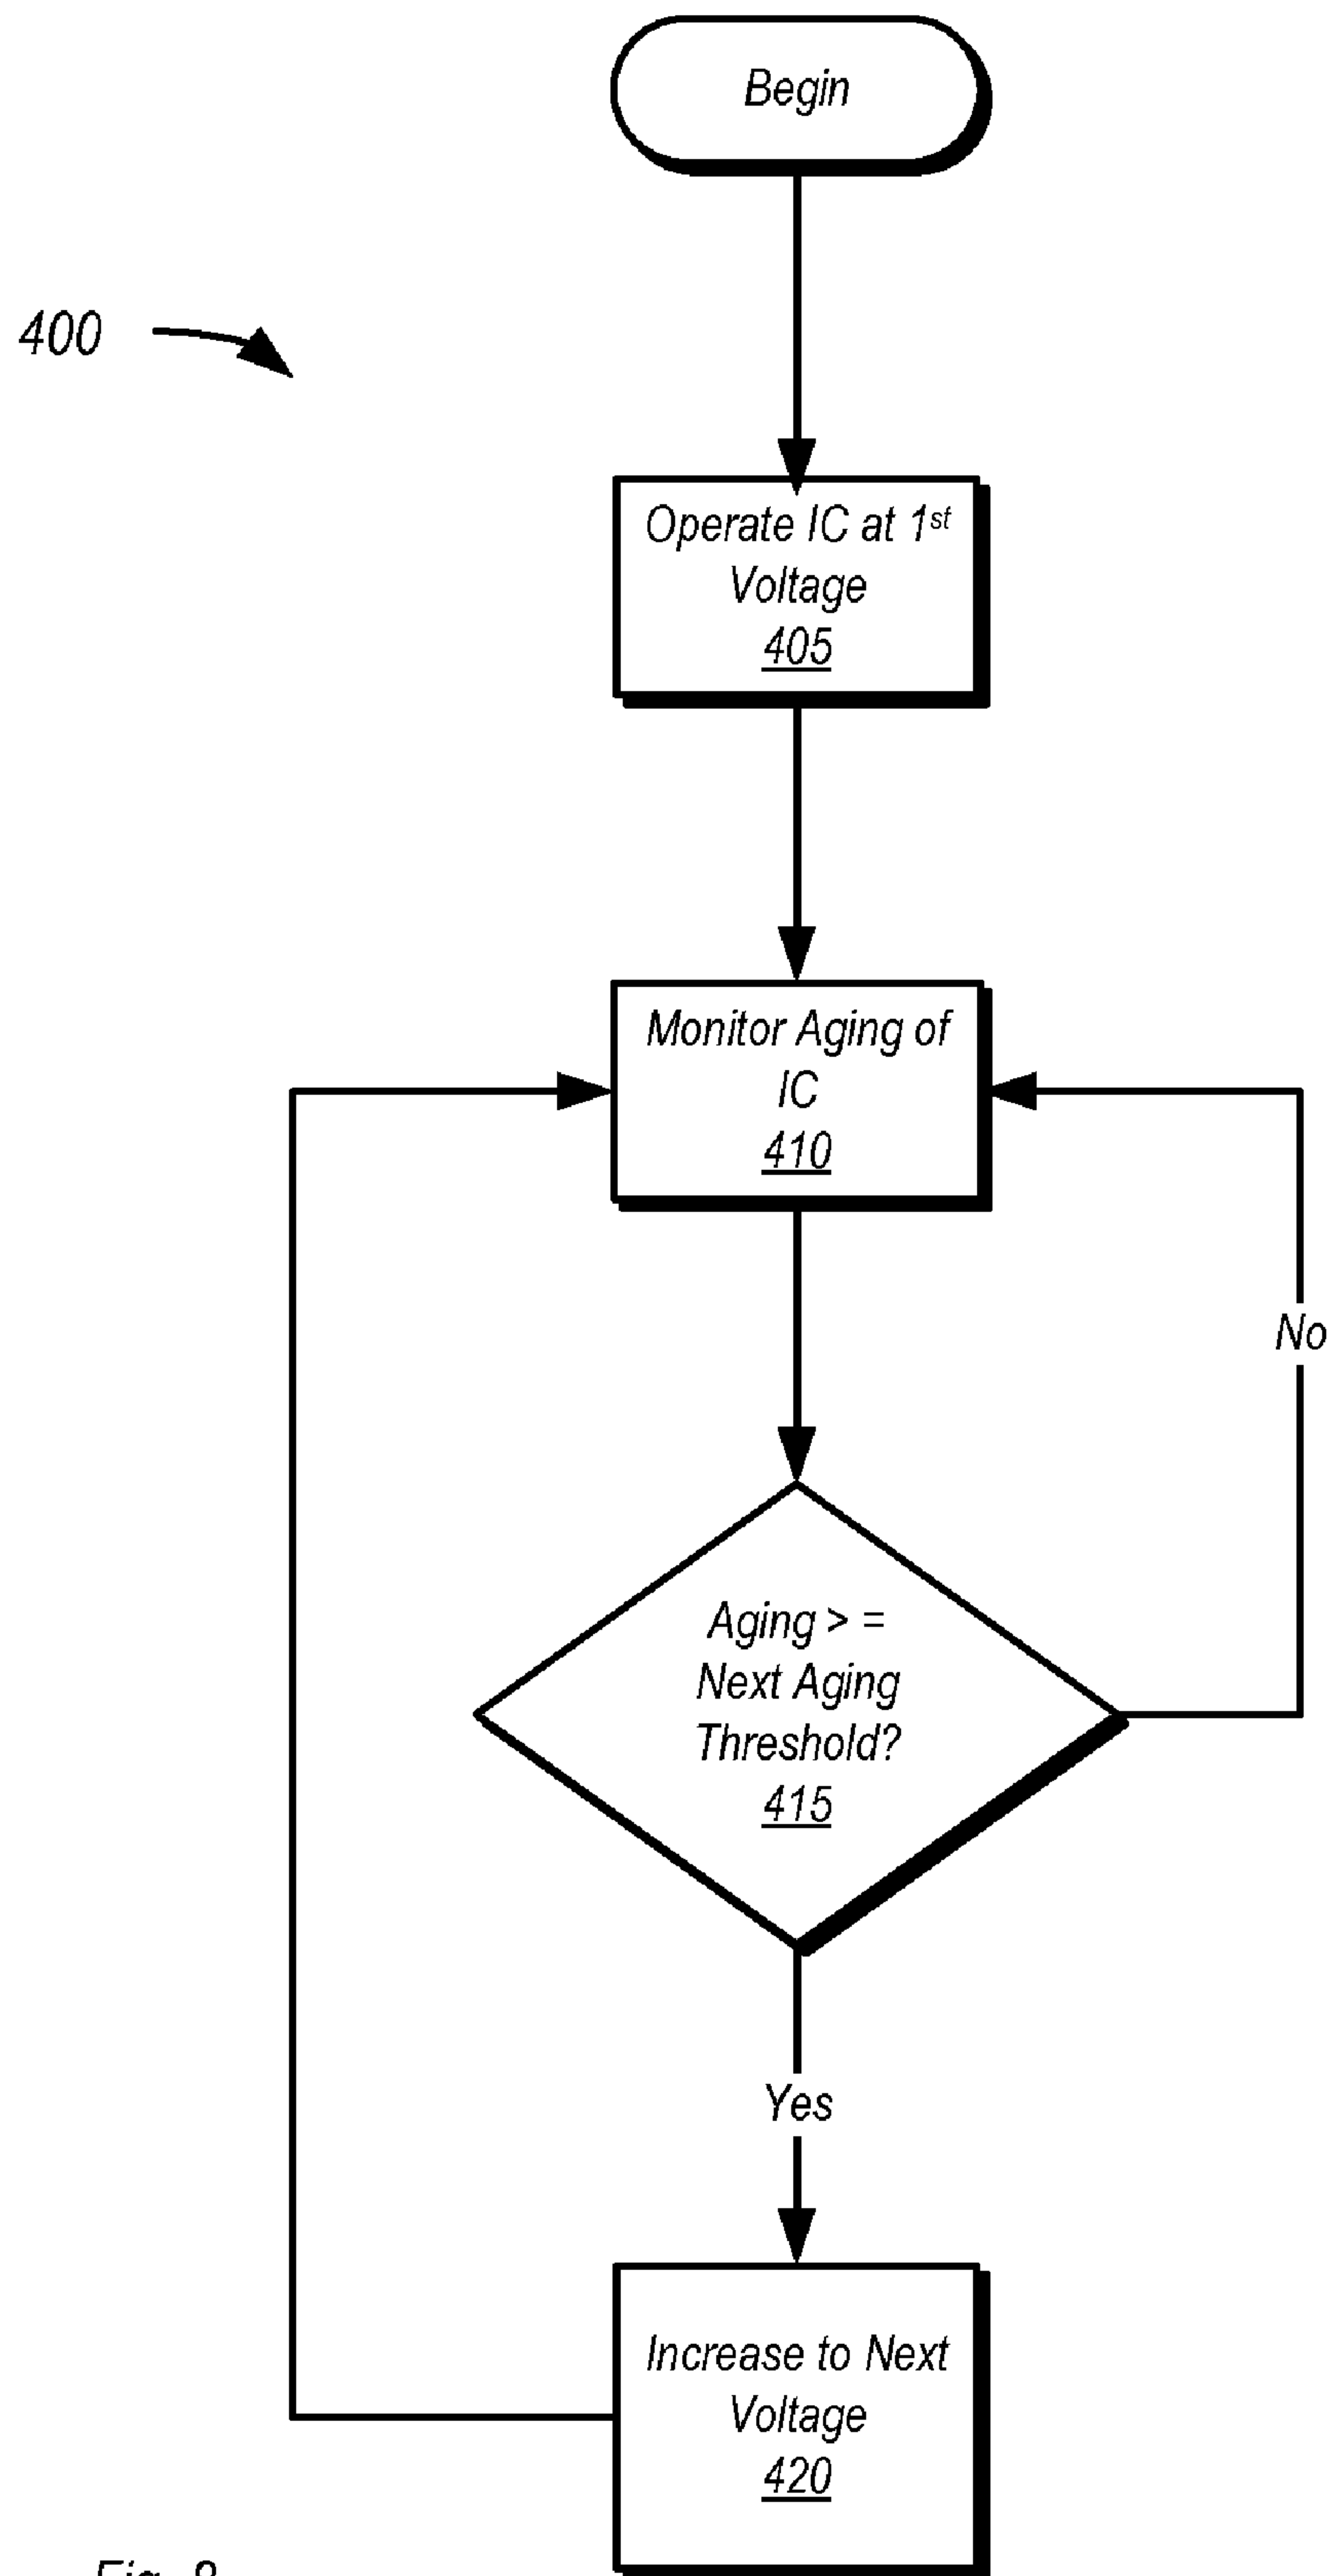 Begin
400
Operate IC at 1st
Voltage
405
Monitor Aging of
IC
410
No
Aging > =
Next Aging
Threshold?
415
Yes
Increase to Next
Voltage
420